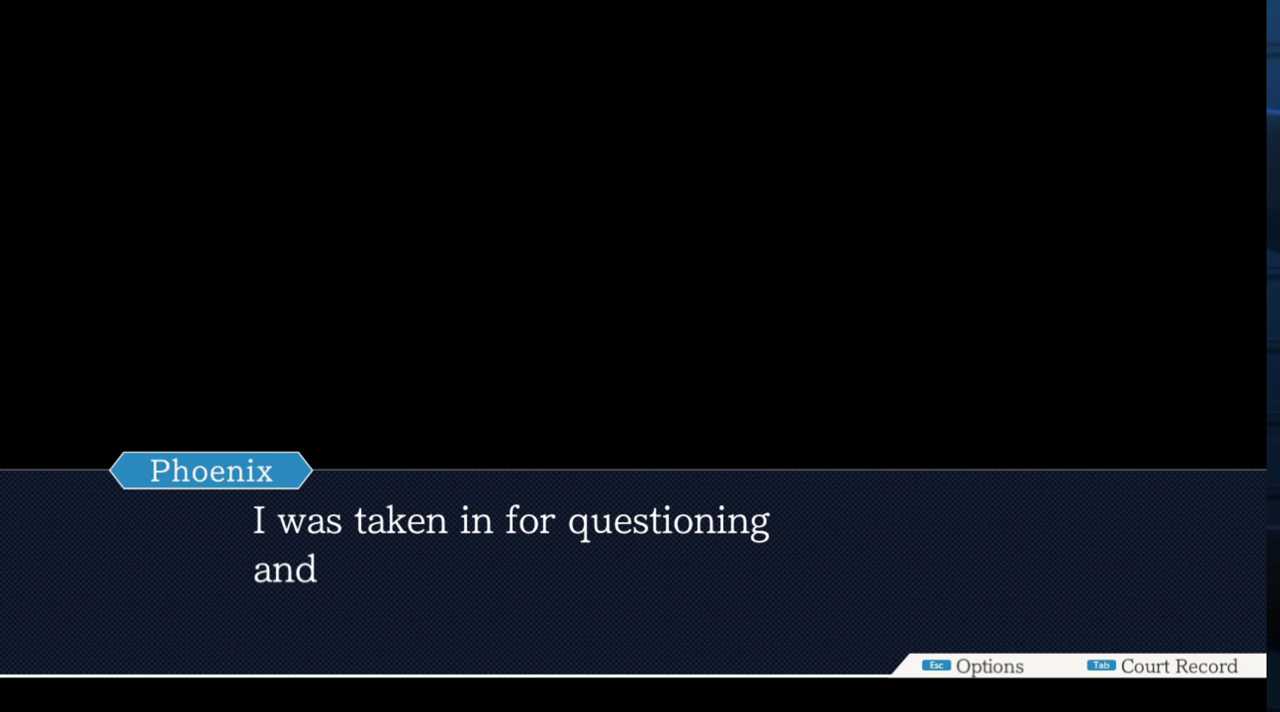 Phoenix
I was taken in for questioning
and
Esc Options Tab Court Record